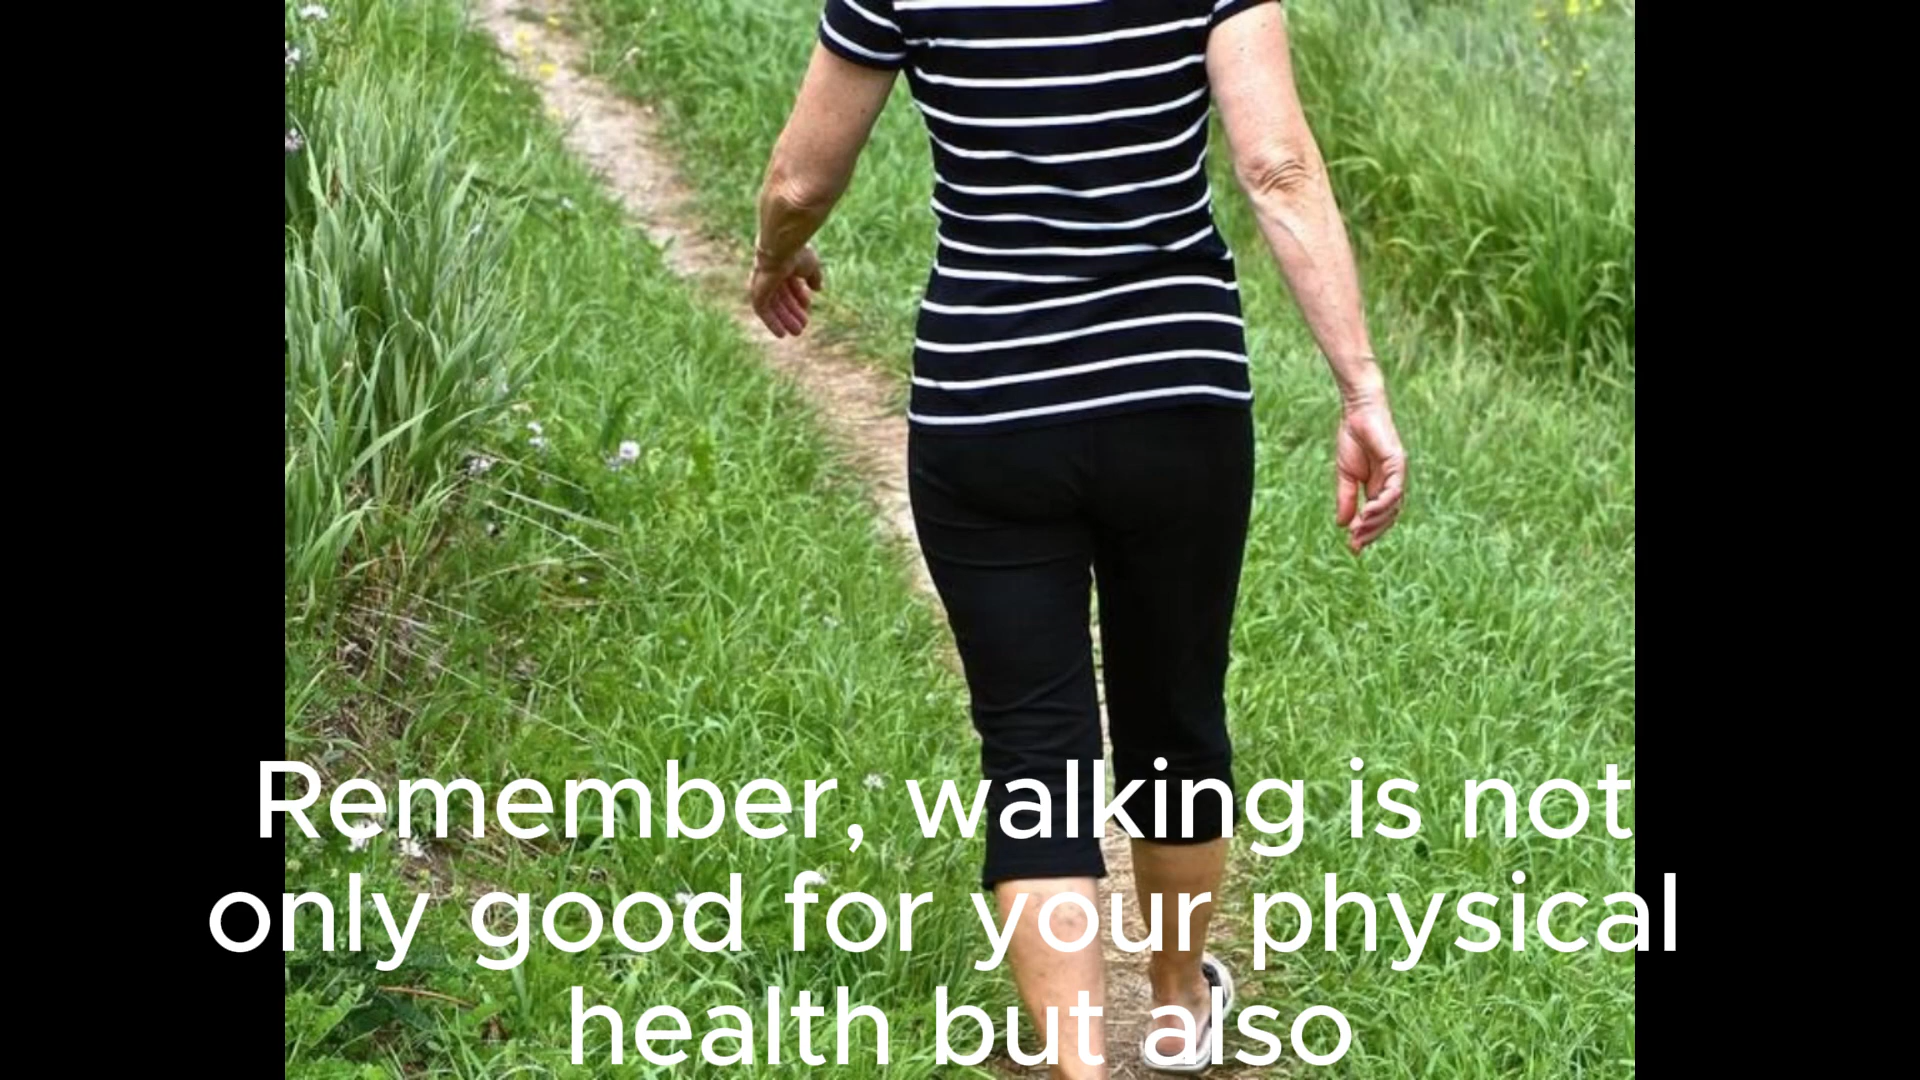 Remember, walking is not
only good for your physical
health but also